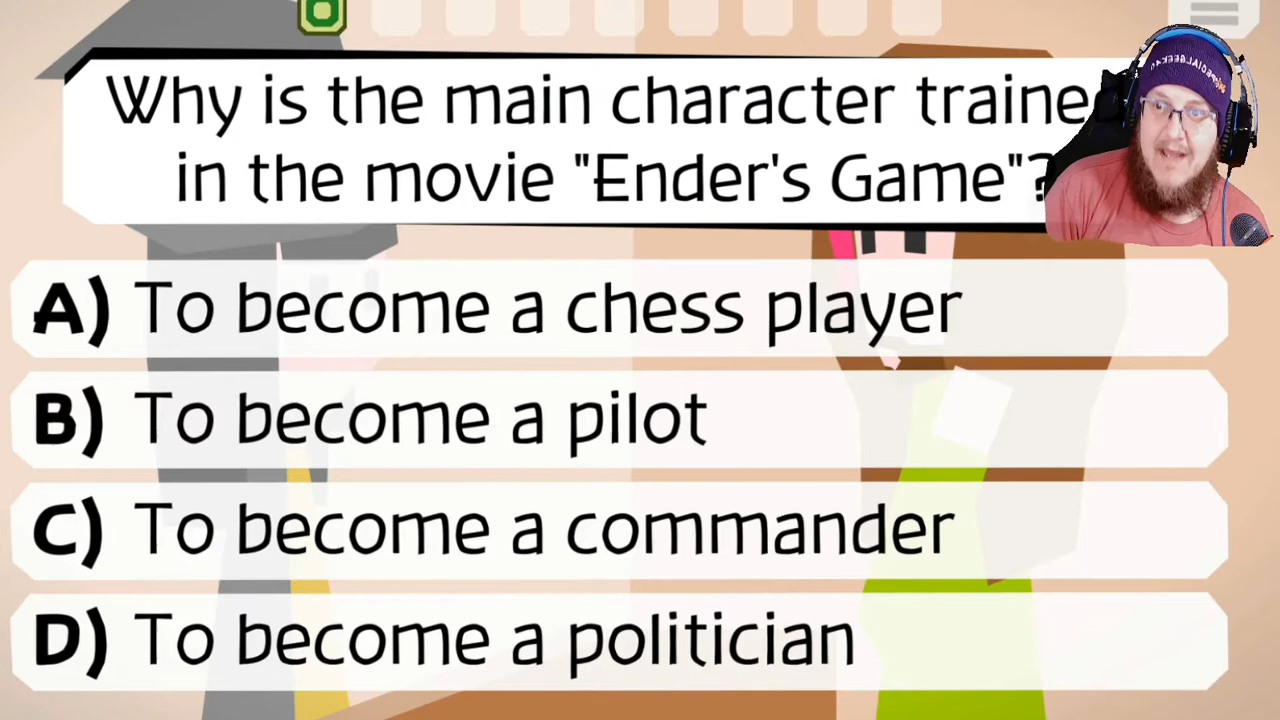 Why is the main character trained
in the movie "Ender's Game"?
A) To become a chess player
B) To become a pilot
C) To become a commander
D) To become a politician